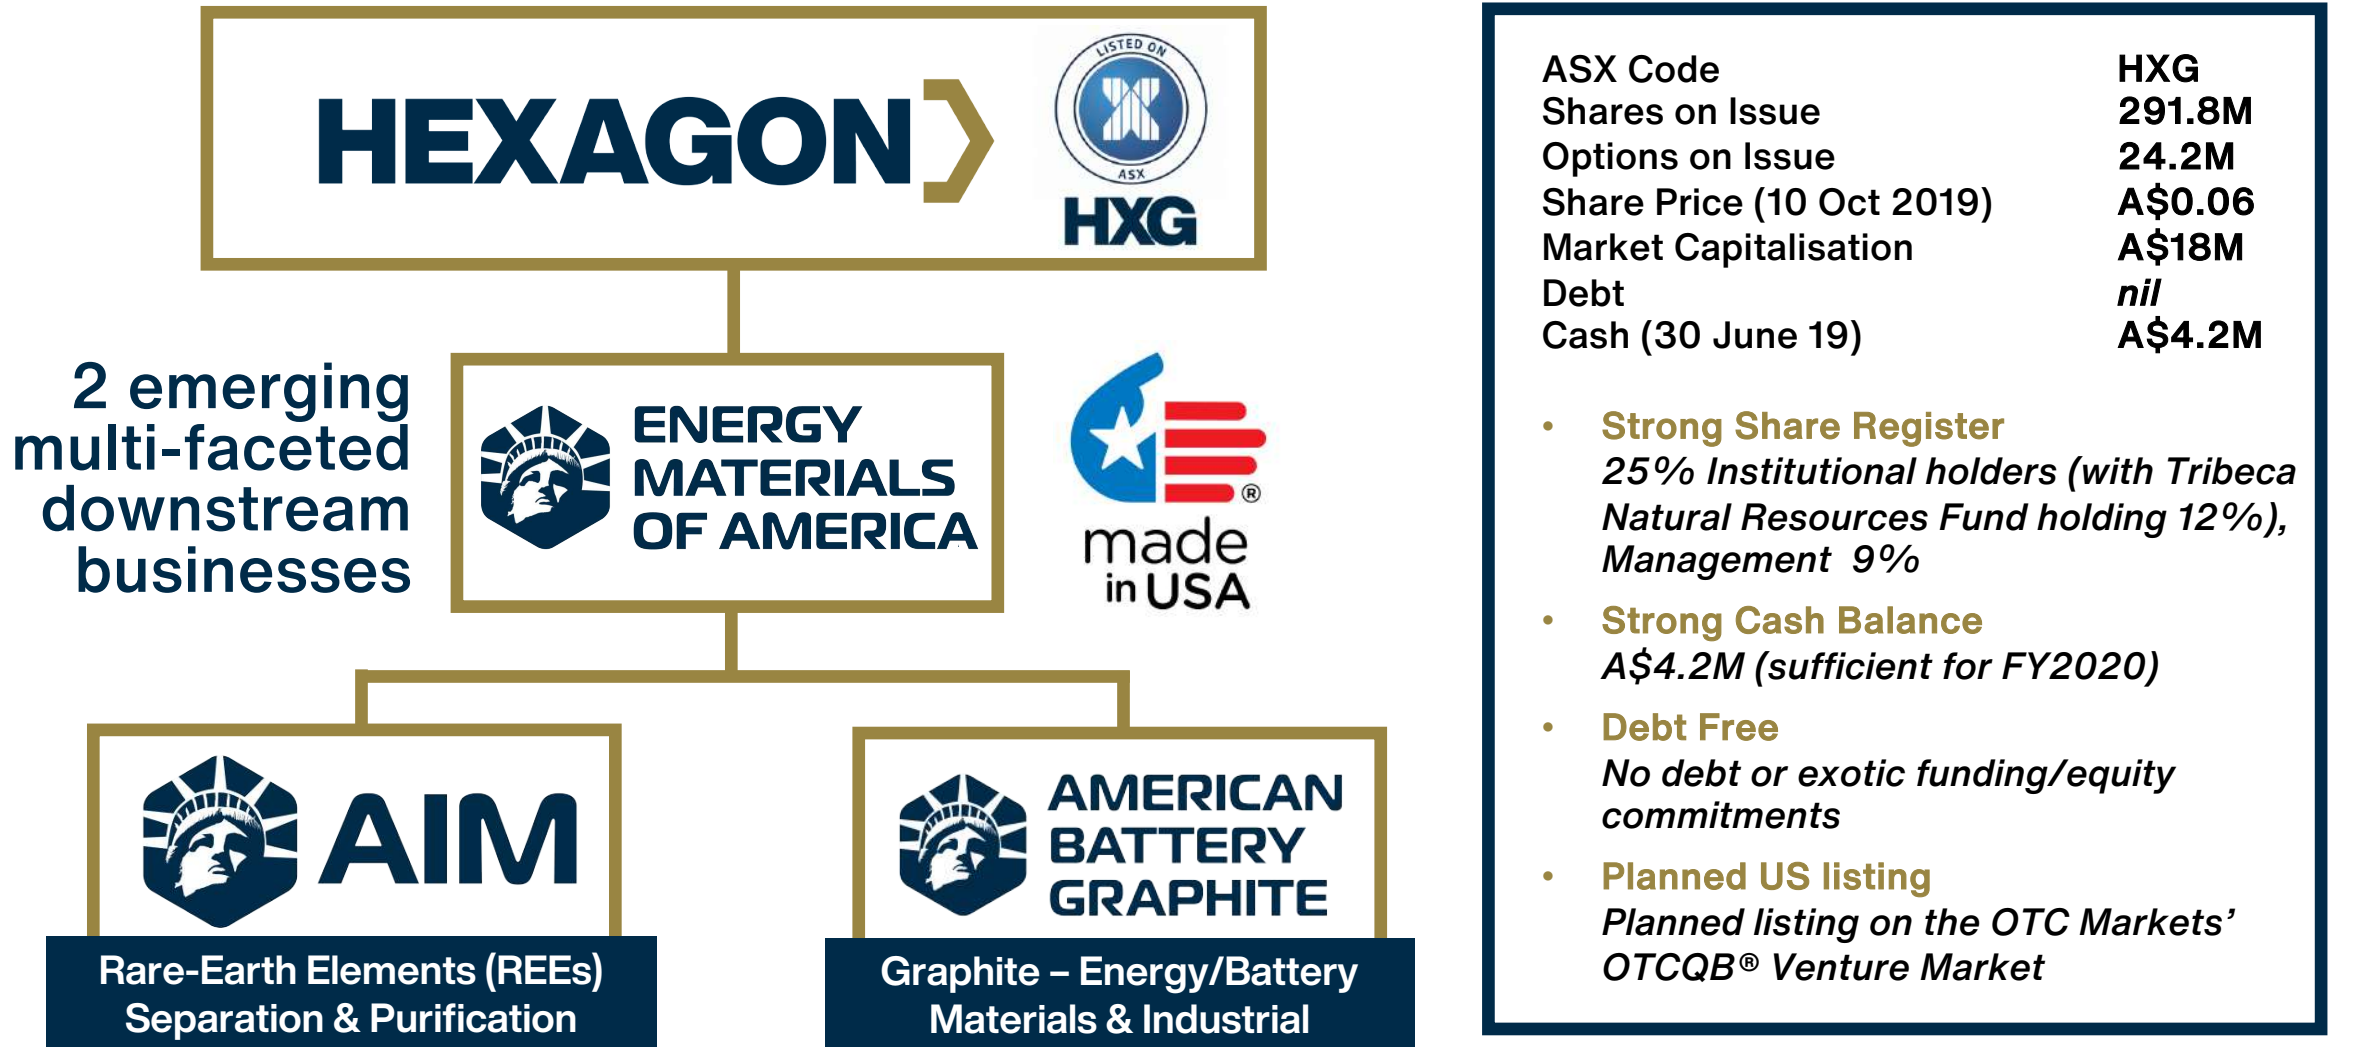 HEXAGON
LISTED ON
ASX
HXG
2 emerging
multi-faceted
downstream
businesses
ENERGY
MATERIALS
OF AMERICA
®
made
in USA
AIM
Rare-Earth Elements (REEs)
Separation & Purification
AMERICAN
BATTERY
GRAPHITE
Graphite – Energy/Battery
Materials & Industrial
ASX Code HXG
Shares on Issue 291.8M
Options on Issue 24.2M
Share Price (10 Oct 2019) A$0.06
Market Capitalisation A$18M
Debt nil
Cash (30 June 19) A$4.2M
• Strong Share Register
25% Institutional holders (with Tribeca
Natural Resources Fund holding 12%),
Management 9%
• Strong Cash Balance
A$4.2M (sufficient for FY2020)
• Debt Free
No debt or exotic funding/equity
commitments
• Planned US listing
Planned listing on the OTC Markets’
OTCQB® Venture Market